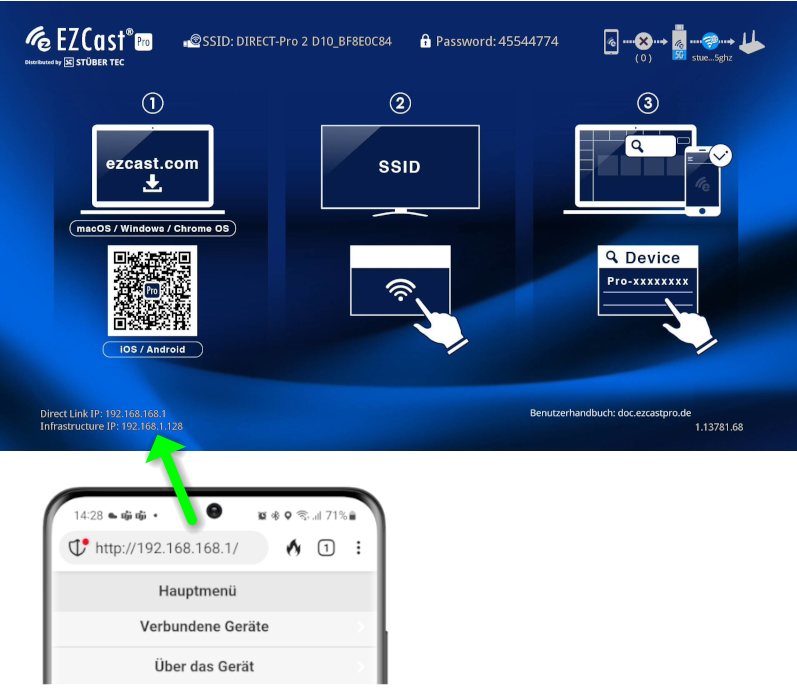 EZCast® Pro
Distributed by STÜBER TEC
SSID: DIRECT-Pro 2 D10_BF8E0C84
Password: 45544774
( 0 )
5G
stue...5ghz
1
2
3
ezcast.com
SSID
macOS / Windows / Chrome OS
Pro
iOS / Android
Device
Pro-xxxxxxxx
Direct Link IP: 192.168.168.1
Infrastructure IP: 192.168.1.128
Benutzerhandbuch: doc.ezcastpro.de
1.13781.68
14:28
71%
http://192.168.168.1/
1
Hauptmenü
Verbundene Geräte
Über das Gerät